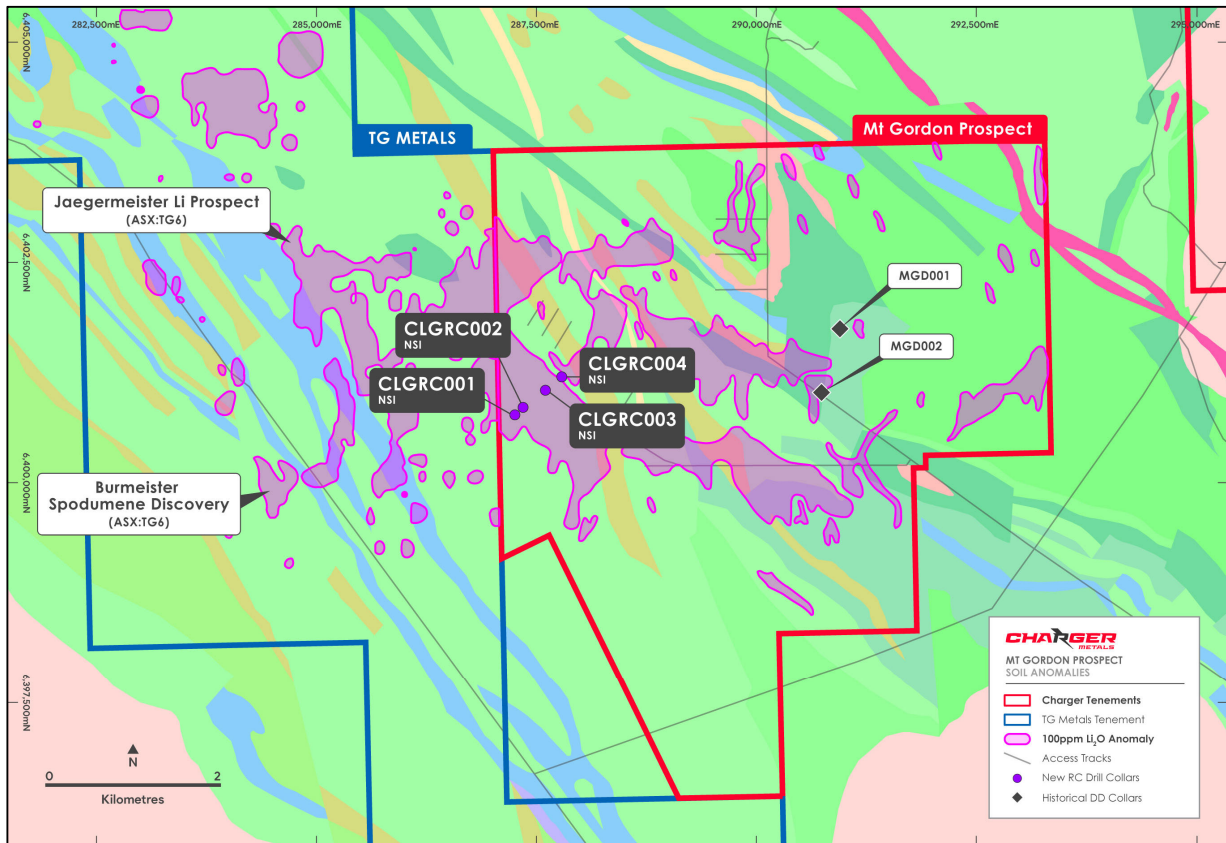 282,500mE
285,000mE
287,500mE
290,000mE
292,500mE
295,000mE
6,405,000mN
6,402,500mN
6,400,000mN
6,397,500mN
TG METALS
Mt Gordon Prospect
Jaegermeister Li Prospect
(ASX:TG6)
MGD001
MGD002
CLGRC002
NSI
CLGRC001
NSI
CLGRC004
NSI
CLGRC003
NSI
Burmeister
Spodumene Discovery
(ASX:TG6)
N
0 2
Kilometres
CHARGER
METALS
MT GORDON PROSPECT
SOIL ANOMALIES
Charger Tenements
TG Metals Tenement
100ppm Li₂O Anomaly
Access Tracks
New RC Drill Collars
Historical DD Collars